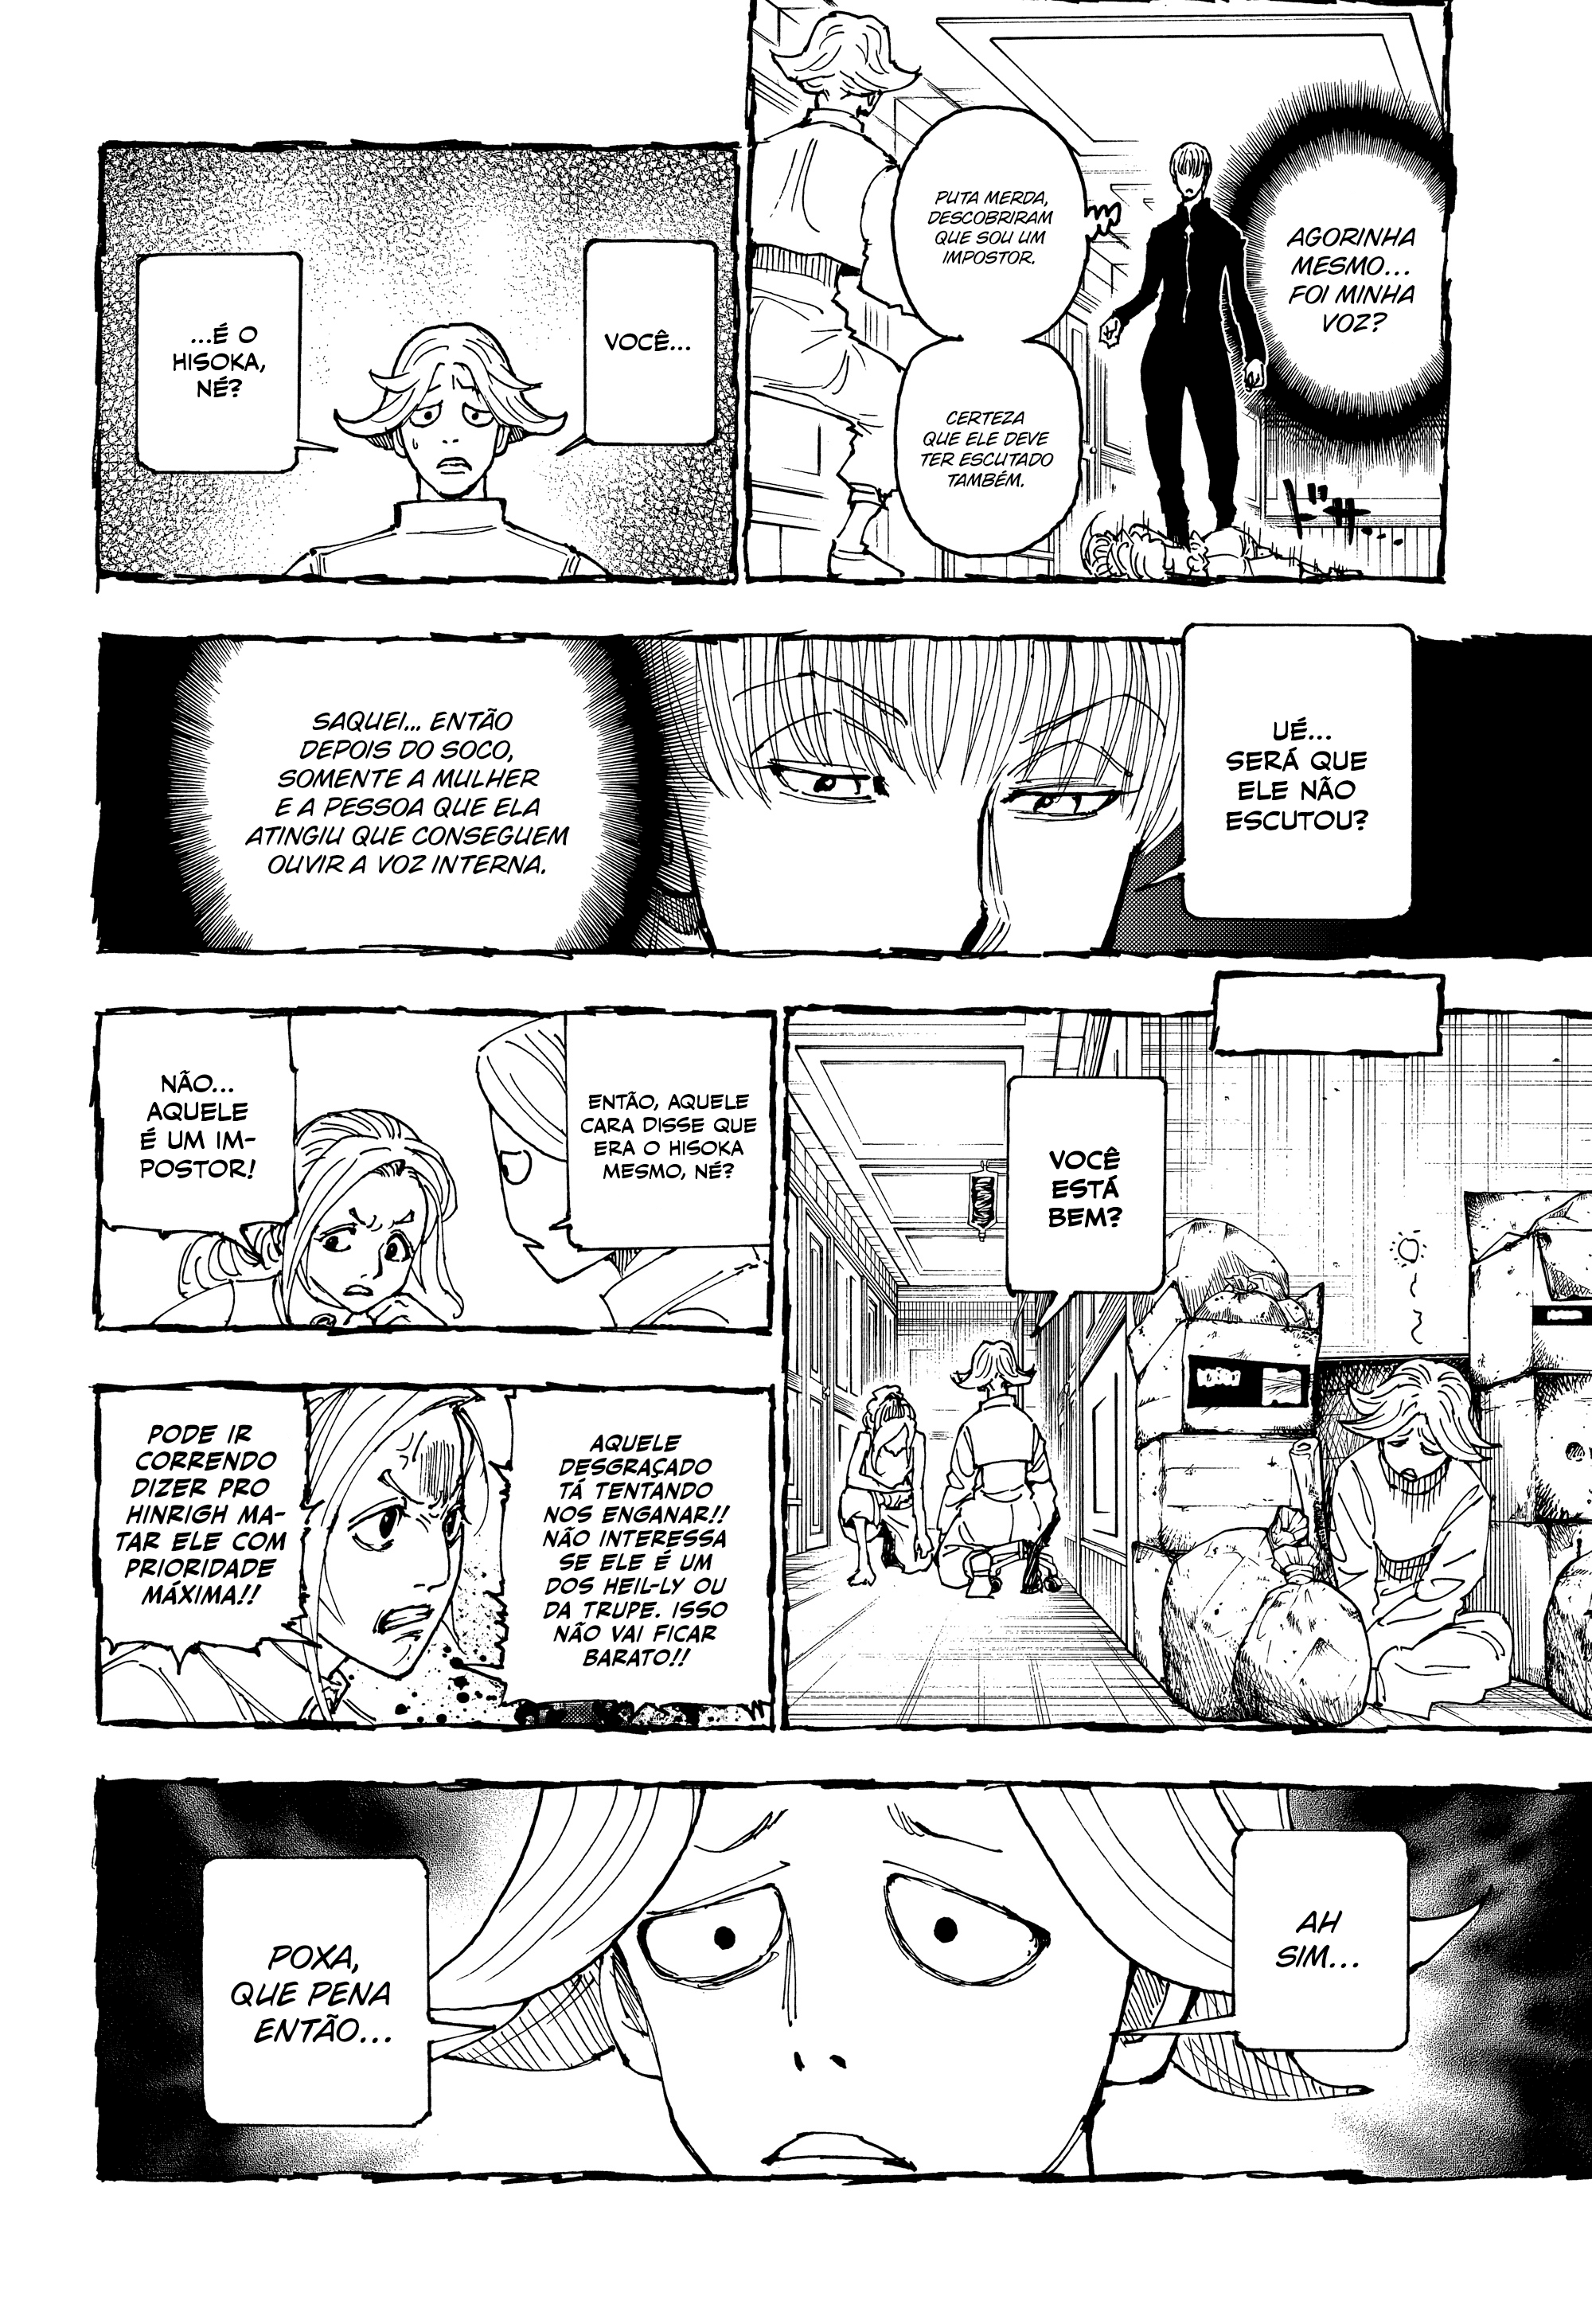 AGORINHA
MESMO...
FOI MINHA
VOZ?
PUTA MERDA,
DESCOBRIRAM
QUE SOU UM
IMPOSTOR.
CERTEZA
QUE ELE DEVE
TER ESCUTADO
TAMBÉM.
ドサ...
VOCÊ...
...É O
HISOKA,
NÉ?
UÉ...
SERÁ QUE
ELE NÃO
ESCUTOU?
SAQUEI... ENTÃO
DEPOIS DO SOCO,
SOMENTE A MULHER
E A PESSOA QUE ELA
ATINGIU QUE CONSEGUEM
OUVIR A VOZ INTERNA.
VOCÊ
ESTÁ
BEM?
ENTÃO, AQUELE
CARA DISSE QUE
ERA O HISOKA
MESMO, NÉ?
NÃO...
AQUELE
É UM IM-
POSTOR!
AQUELE
DESGRAÇADO
TÁ TENTANDO
NOS ENGANAR!!
NÃO INTERESSA
SE ELE É UM
DOS HEIL-LY OU
DA TRUPE. ISSO
NÃO VAI FICAR
BARATO!!
PODE IR
CORRENDO
DIZER PRO
HINRIGH MA-
TAR ELE COM
PRIORIDADE
MÁXIMA!!
AH
SIM...
POXA,
QUE PENA
ENTÃO...